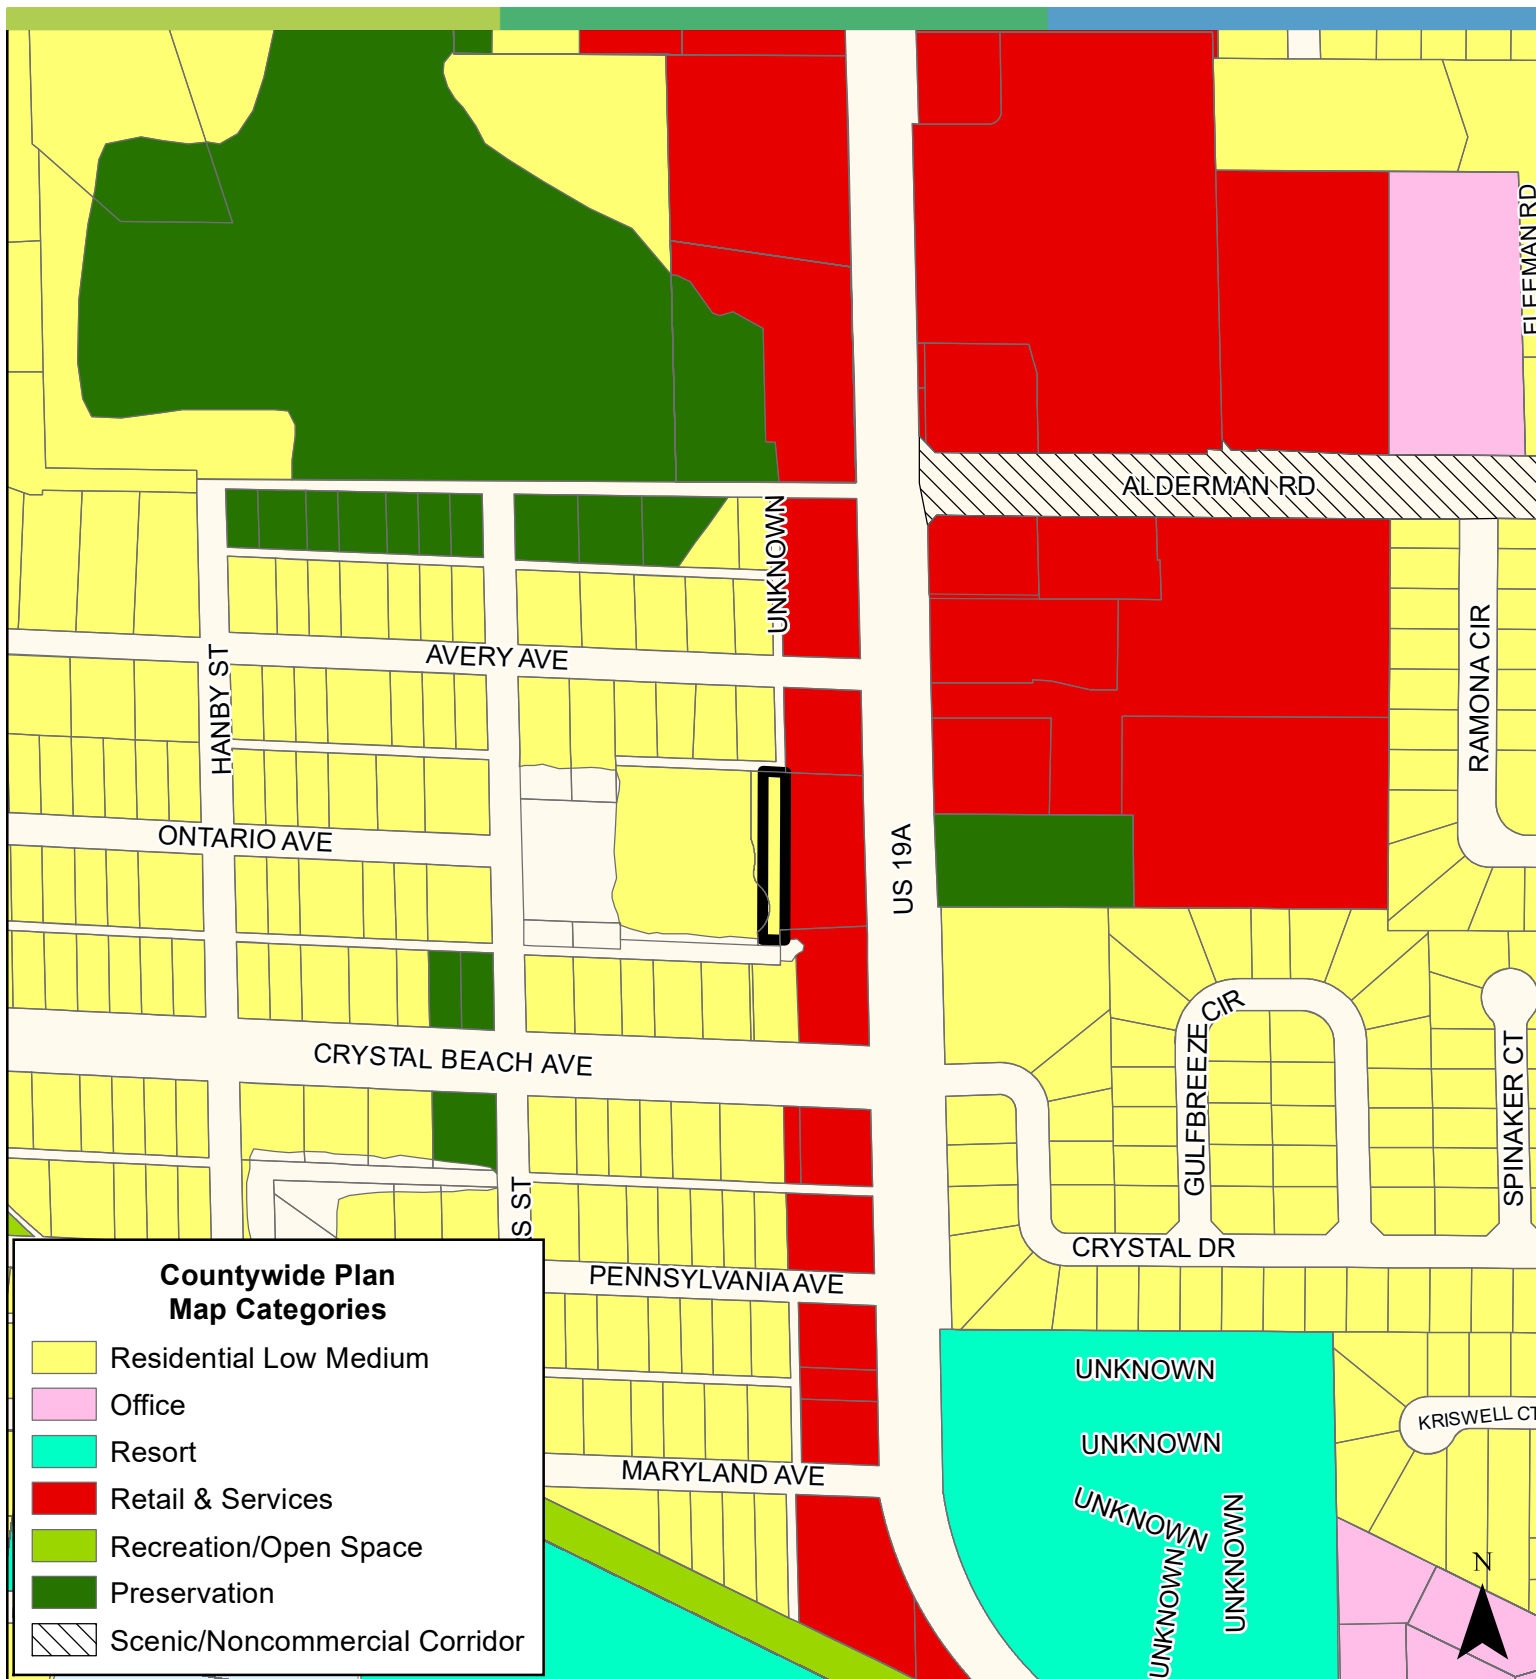 FLEEMAN RD
ALDERMAN RD
UNKNOWN
AVERY AVE
HANBY ST
RAMONA CIR
ONTARIO AVE
US 19A
CIR
GULFBREEZE
CRYSTAL BEACH AVE
SPINAKER CT
S ST
CRYSTAL DR
PENNSYLVANIA AVE
UNKNOWN
KRISWELL CT
UNKNOWN
MARYLAND AVE
UNKNOWN
UNKNOWN
UNKNOWN
N
Countywide Plan
Map Categories
Residential Low Medium
Office
Resort
Retail & Services
Recreation/Open Space
Preservation
Scenic/Noncommercial Corridor